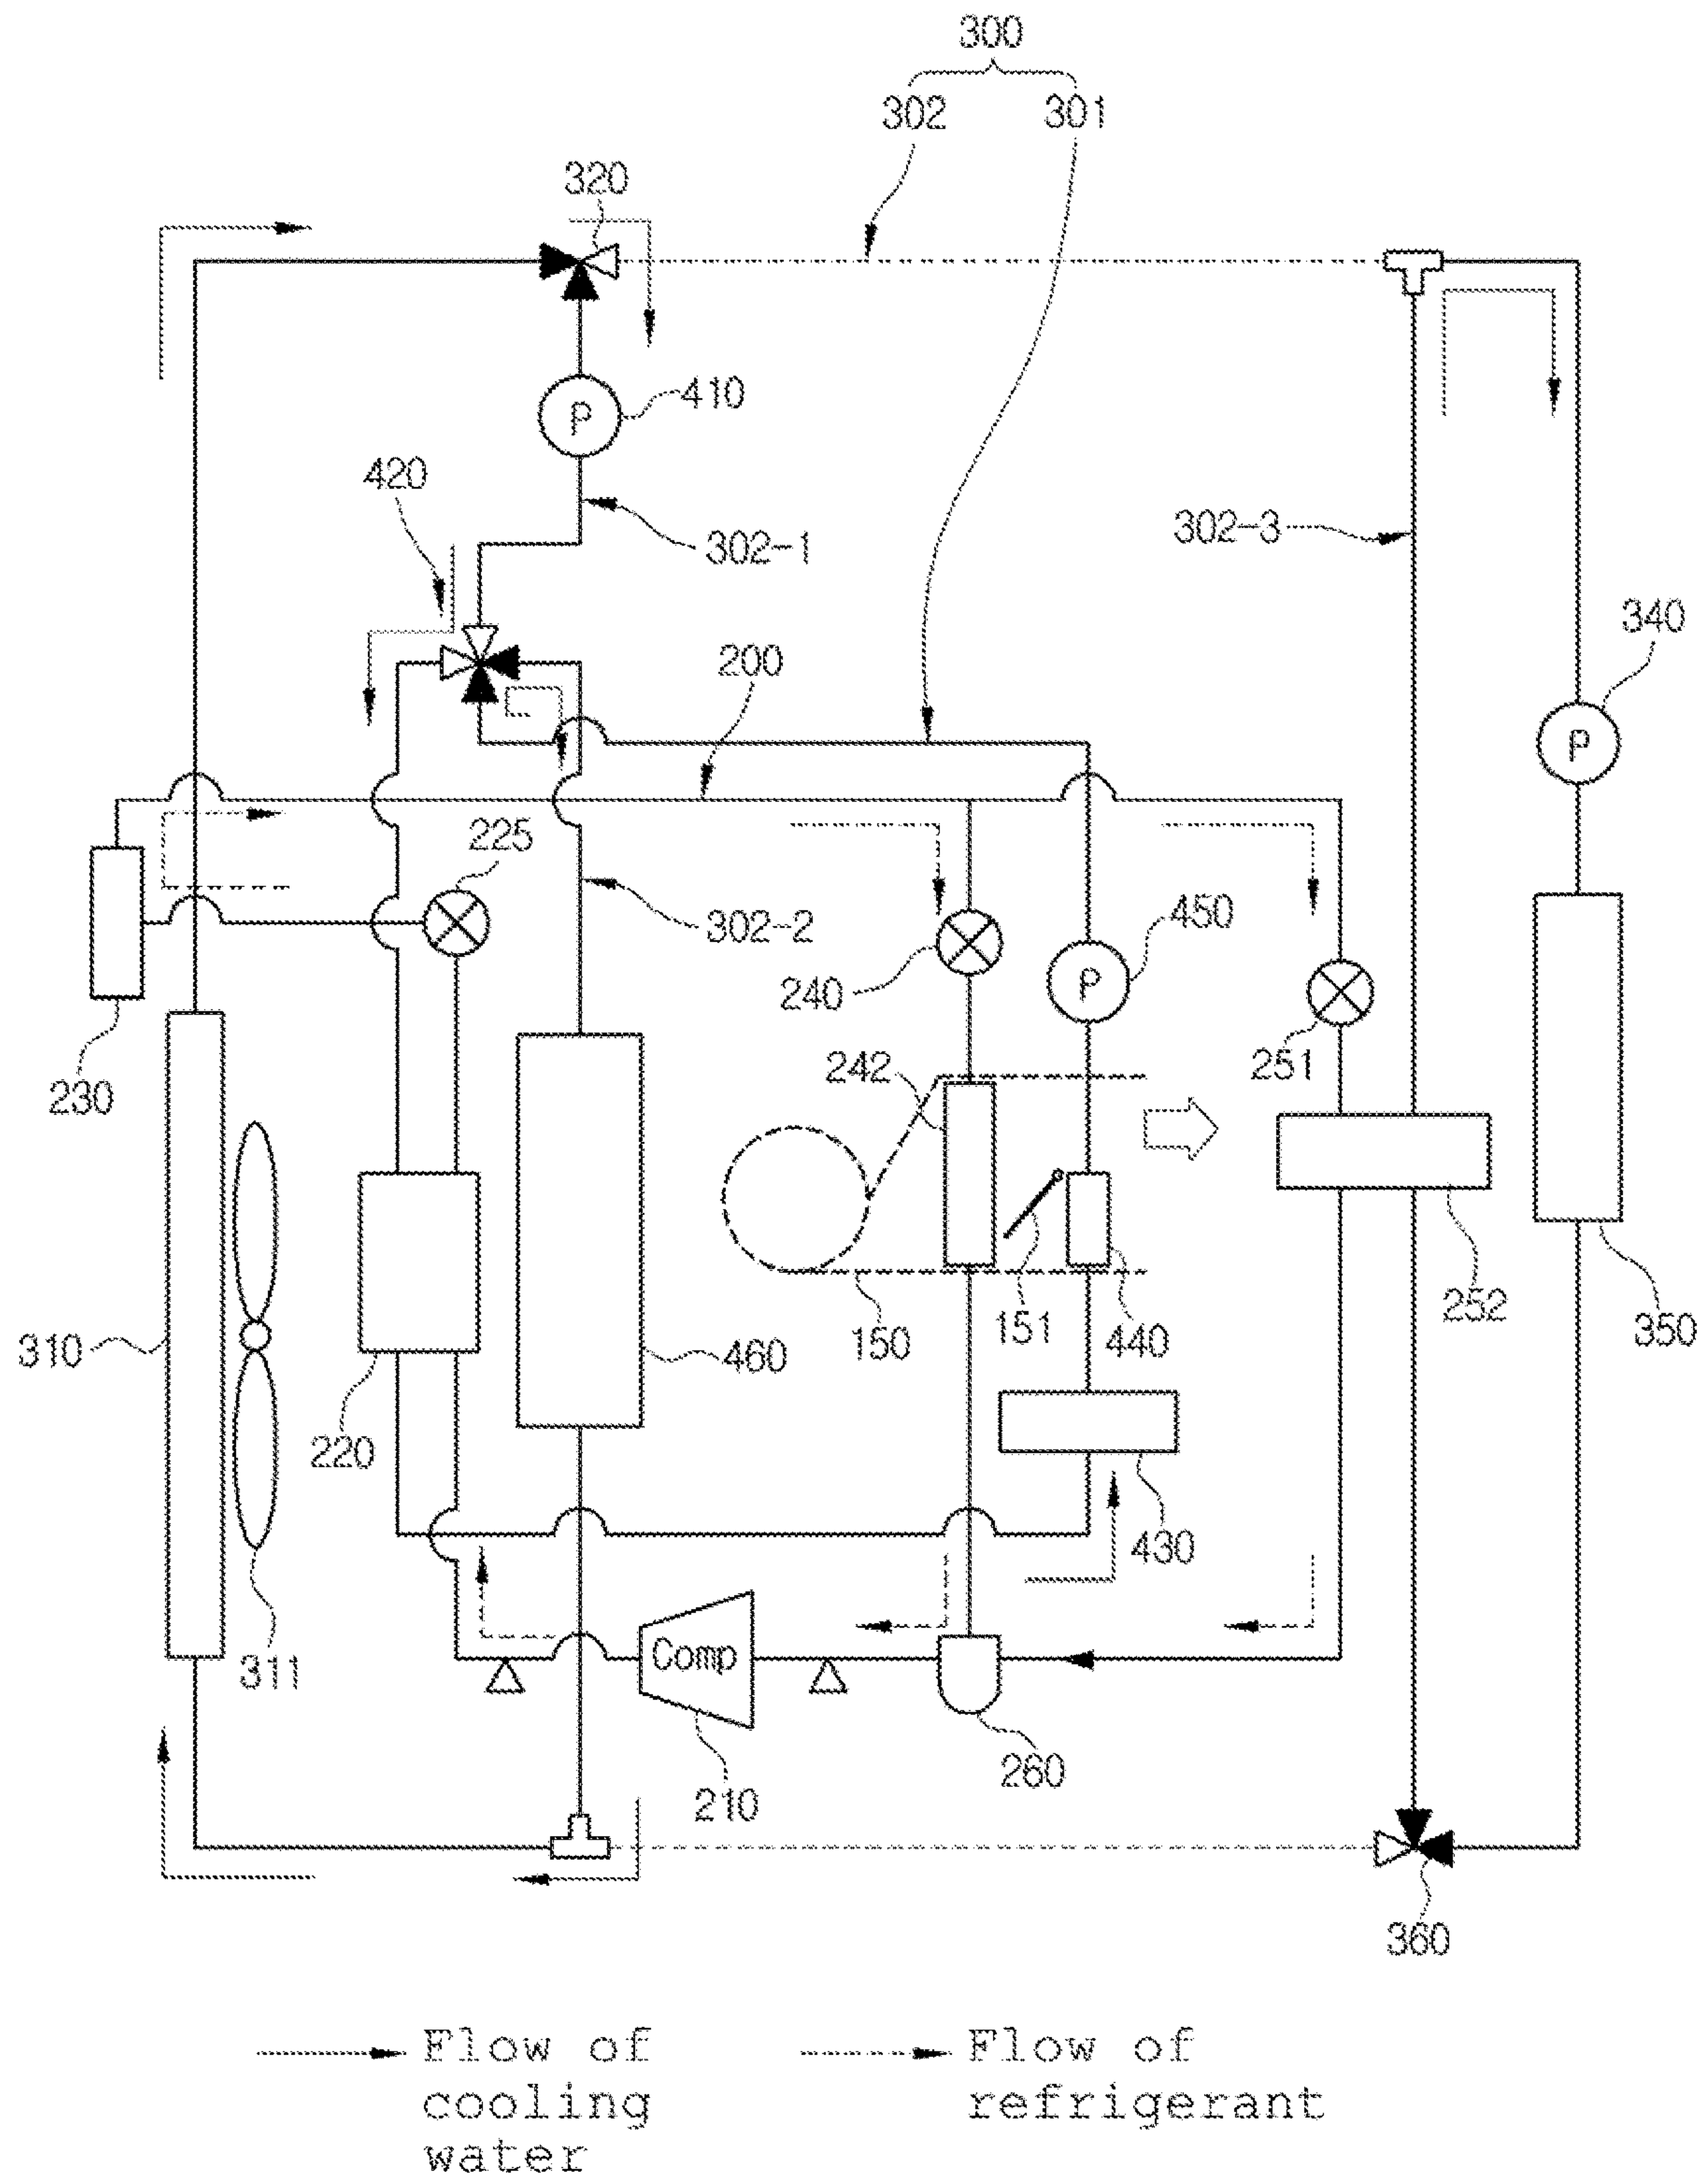 300
302 301
320
P 410
420
302-1
302-3
340
200
P
225
302-2
450
240 P
251
242
230
252
310 150 151 440 350
460
220
430
311
Comp
260
210
360
Flow of Flow of
cooling refrigerant
water